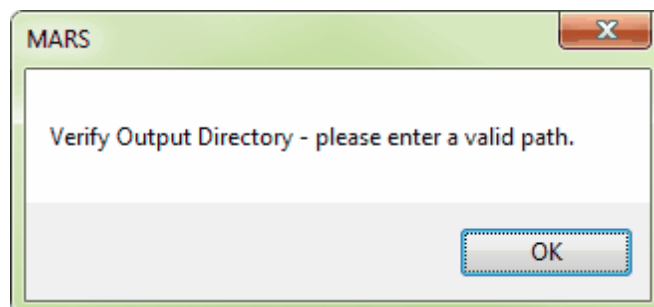 MARS
Verify Output Directory - please enter a valid path.
OK